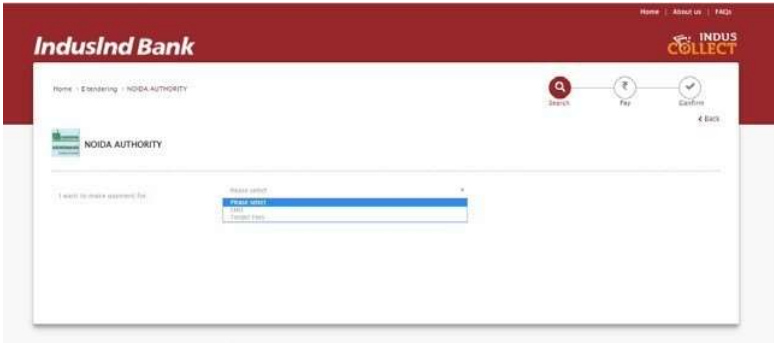 Home | About us | FAQs
IndusInd Bank
INDUS
COLLECT
Home > Etendering > NOIDA AUTHORITY
Search
Pay
Confirm
< Back
NOIDA AUTHORITY
I want to make payment for
Please select
Please select
EMD
Tender Fees